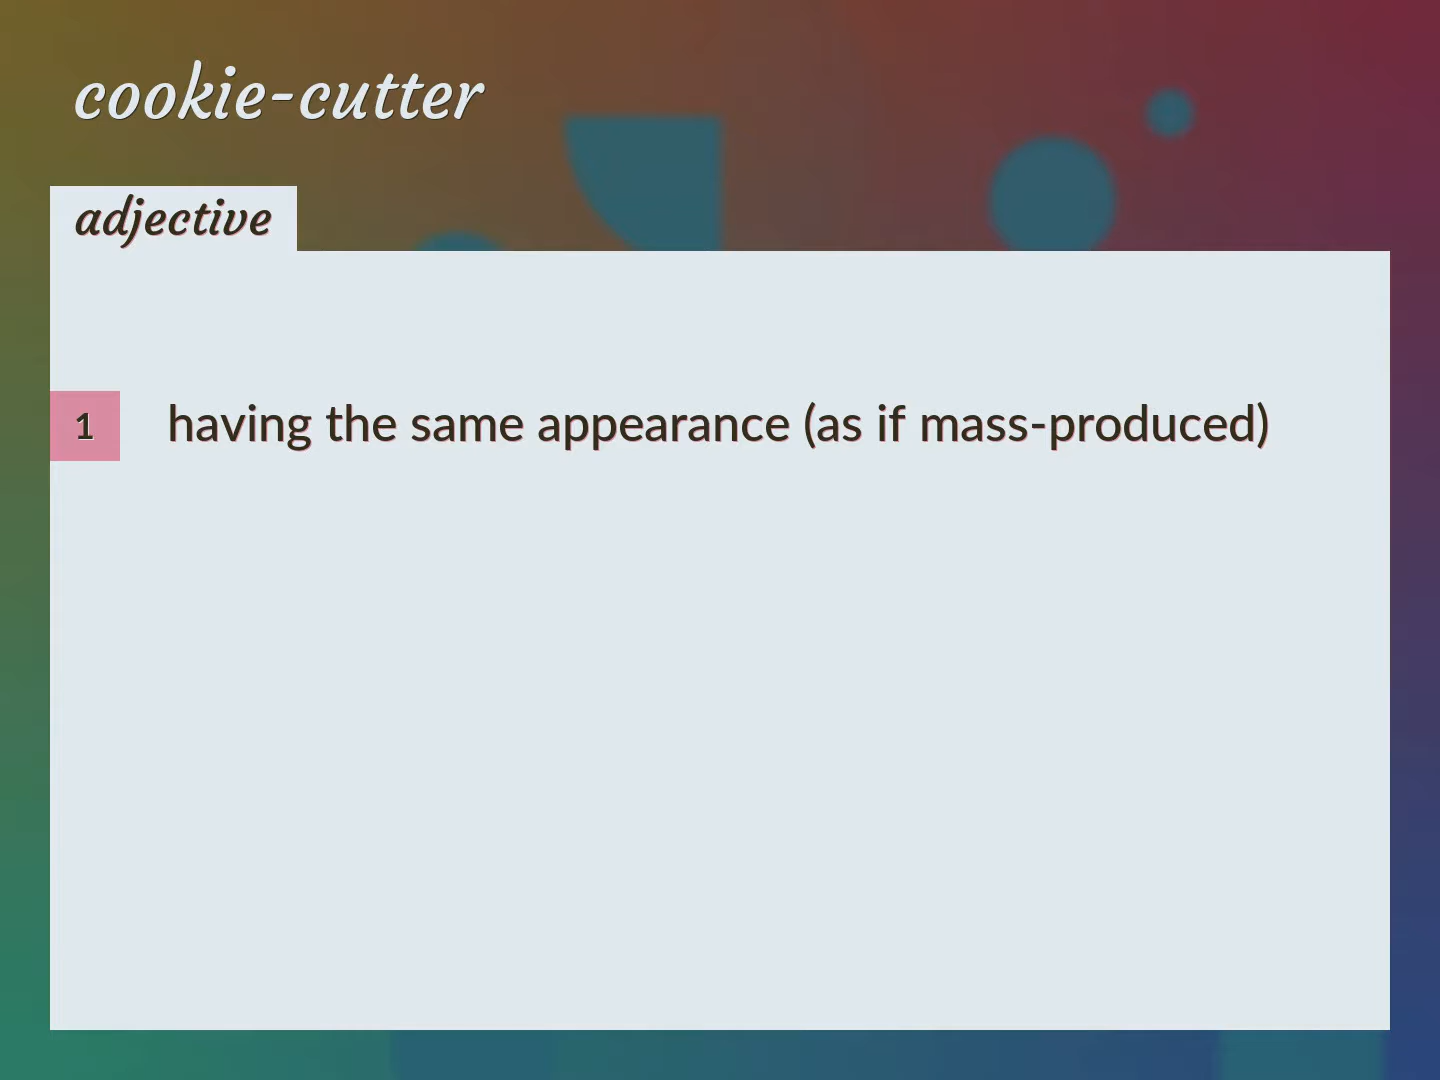 cookie-cutter
adjective
1 having the same appearance (as if mass-produced)